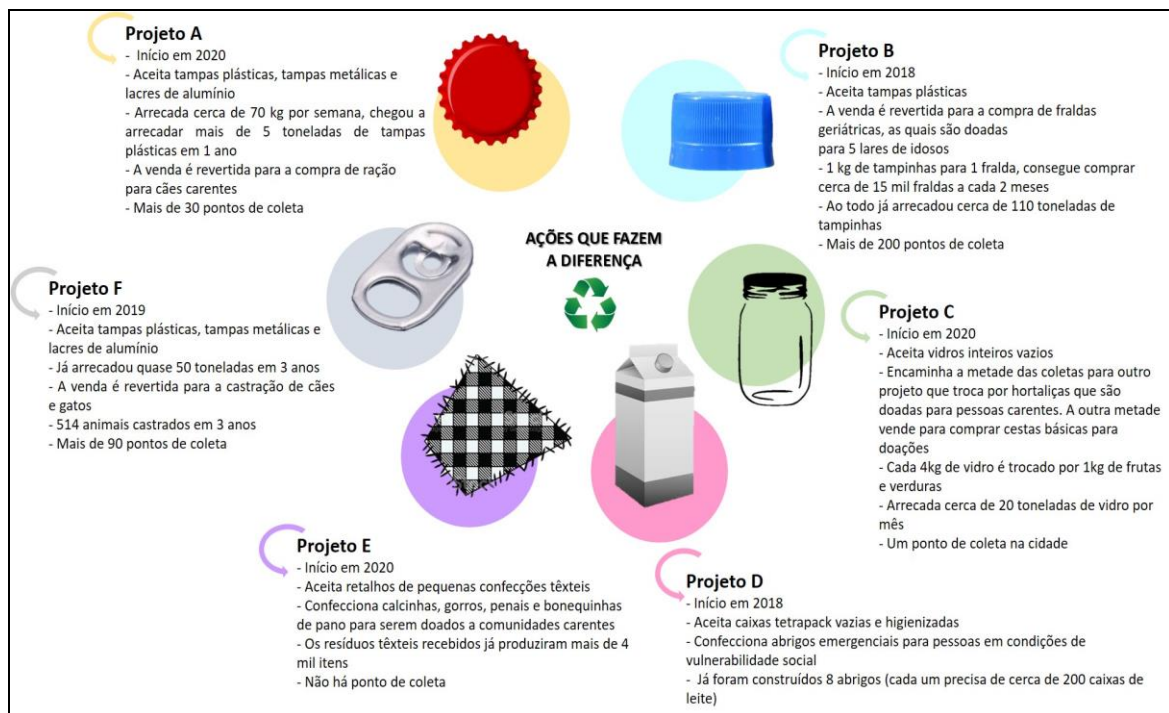 Projeto A
- Início em 2020
- Aceita tampas plásticas, tampas metálicas e
lacres de alumínio
- Arrecada cerca de 70 kg por semana, chegou a
arrecadar mais de 5 toneladas de tampas
plásticas em 1 ano
- A venda é revertida para a compra de ração
para cães carentes
- Mais de 30 pontos de coleta
Projeto B
- Início em 2018
- Aceita tampas plásticas
- A venda é revertida para a compra de fraldas
geriátricas, as quais são doadas
para 5 lares de idosos
- 1 kg de tampinhas para 1 fralda, consegue comprar
cerca de 15 mil fraldas a cada 2 meses
- Ao todo já arrecadou cerca de 110 toneladas de
tampinhas
- Mais de 200 pontos de coleta
AÇÕES QUE FAZEM
A DIFERENÇA
Projeto C
- Início em 2020
- Aceita vidros inteiros vazios
- Encaminha a metade das coletas para outro
projeto que troca por hortaliças que são
doadas para pessoas carentes. A outra metade
vende para comprar cestas básicas para
doações
- Cada 4kg de vidro é trocado por 1kg de frutas
e verduras
- Arrecada cerca de 20 toneladas de vidro por
mês
- Um ponto de coleta na cidade
Projeto D
- Início em 2018
- Aceita caixas tetrapack vazias e higienizadas
- Confecciona abrigos emergenciais para pessoas em condições de
vulnerabilidade social
- Já foram construídos 8 abrigos (cada um precisa de cerca de 200 caixas de
leite)
Projeto E
- Início em 2020
- Aceita retalhos de pequenas confecções têxteis
- Confecciona calcinhas, gorros, penais e bonequinhas
de pano para serem doados a comunidades carentes
- Os resíduos têxteis recebidos já produziram mais de 4
mil itens
- Não há ponto de coleta
Projeto F
- Início em 2019
- Aceita tampas plásticas, tampas metálicas e
lacres de alumínio
- Já arrecadou quase 50 toneladas em 3 anos
- A venda é revertida para a castração de cães
e gatos
- 514 animais castrados em 3 anos
- Mais de 90 pontos de coleta